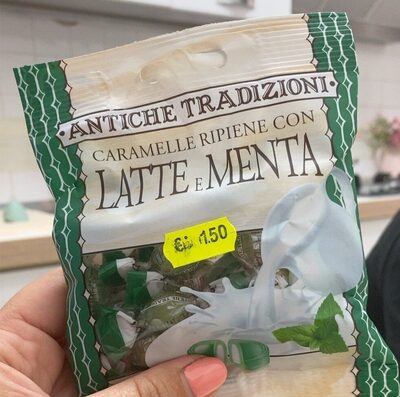 ANTICHE TRADIZIONI
CARAMELLE RIPIENE CON
LATTE E MENTA
€ 1.50